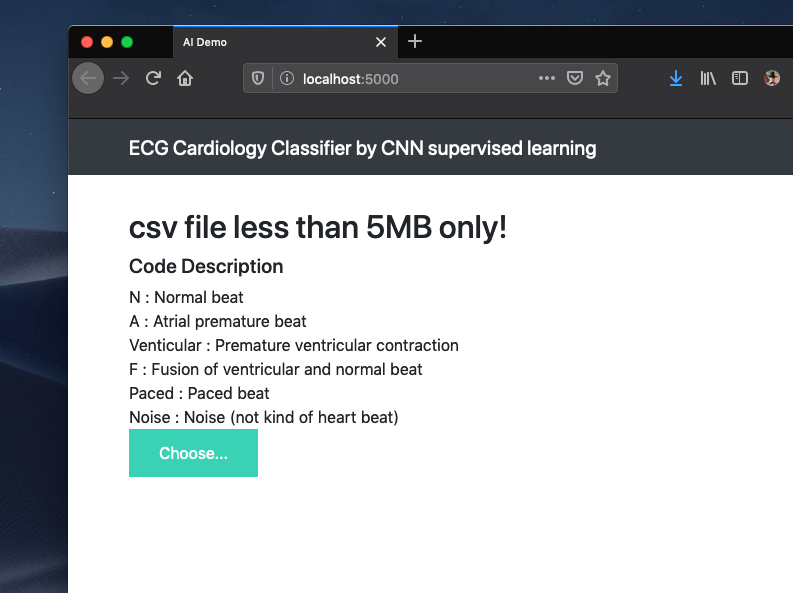 AI Demo
localhost:5000
ECG Cardiology Classifier by CNN supervised learning
csv file less than 5MB only!
Code Description
N : Normal beat
A : Atrial premature beat
Venticular : Premature ventricular contraction
F : Fusion of ventricular and normal beat
Paced : Paced beat
Noise : Noise (not kind of heart beat)
Choose...